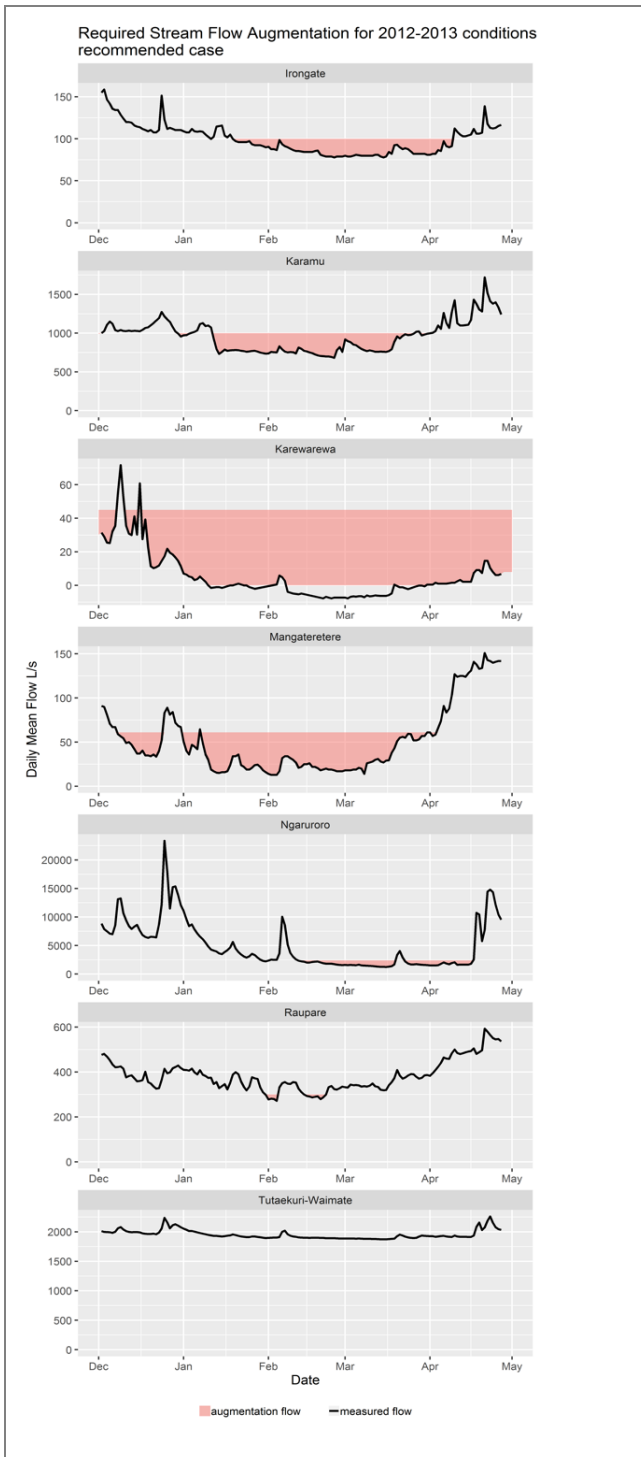 Required Stream Flow Augmentation for 2012-2013 conditions
recommended case
Irongate
150
100
50
0
Dec Jan Feb Mar Apr May
Karamu
1500
1000
500
0
Dec Jan Feb Mar Apr May
Karewarewa
60
40
20
0
Dec Jan Feb Mar Apr May
Mangateretere
150
100
50
0
Dec Jan Feb Mar Apr May
Daily Mean Flow L/s
Ngaruroro
20000
15000
10000
5000
0
Dec Jan Feb Mar Apr May
Raupare
600
400
200
0
Dec Jan Feb Mar Apr May
Tutaekuri-Waimate
2000
1500
1000
500
0
Dec Jan Feb Mar Apr May
Date
augmentation flow measured flow